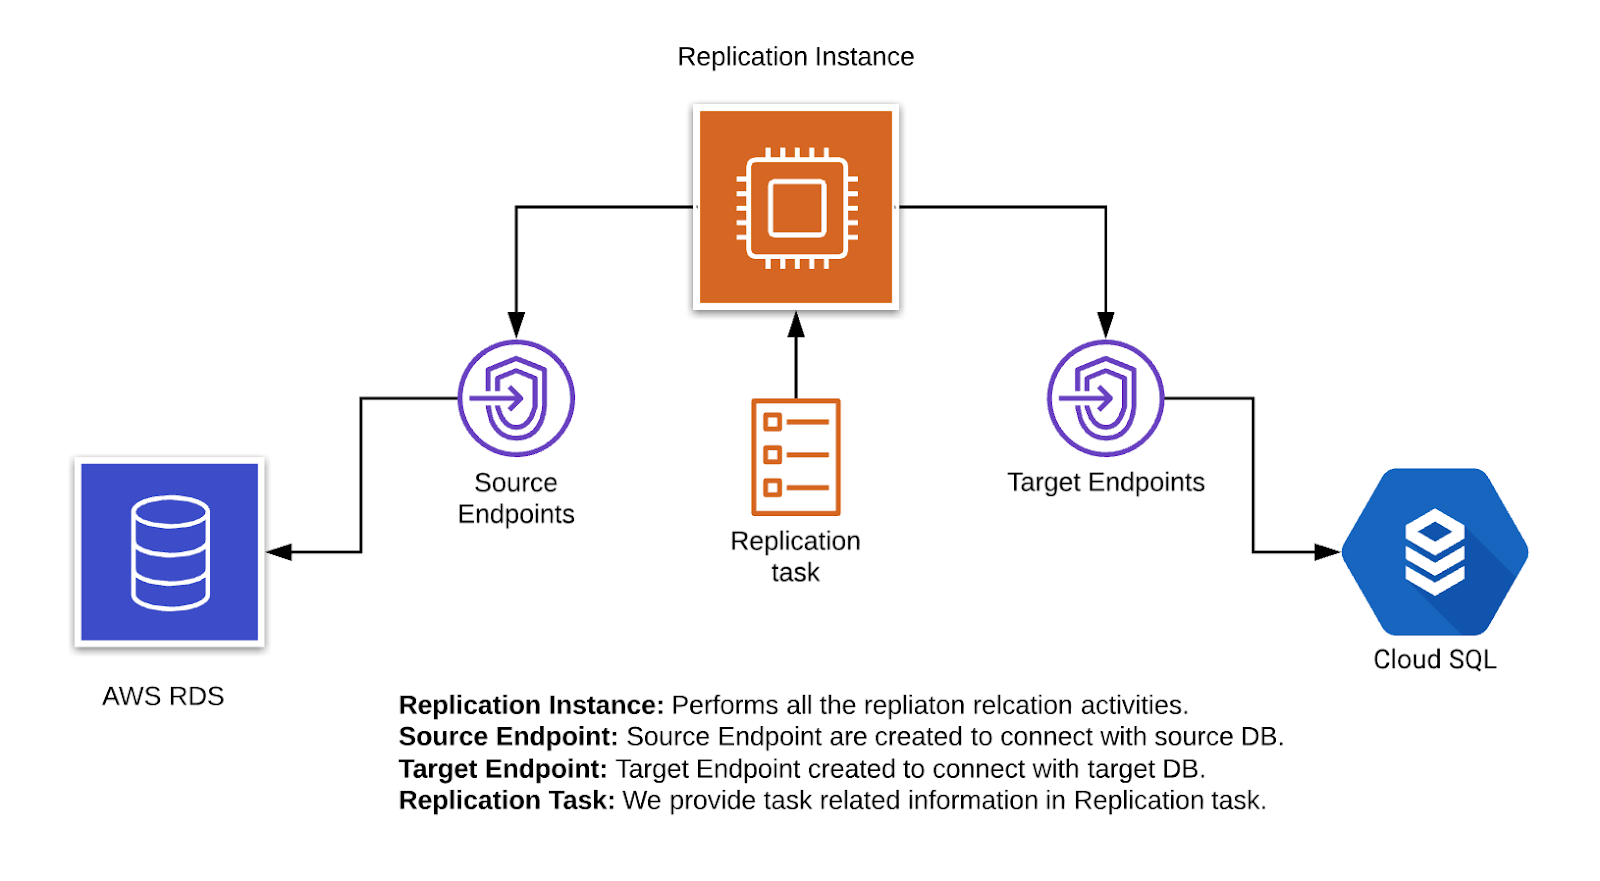 Replication Instance
Source
Endpoints
Target Endpoints
Replication
task
Cloud SQL
AWS RDS
Replication Instance: Performs all the repliaton relcation activities.
Source Endpoint: Source Endpoint are created to connect with source DB.
Target Endpoint: Target Endpoint created to connect with target DB.
Replication Task: We provide task related information in Replication task.